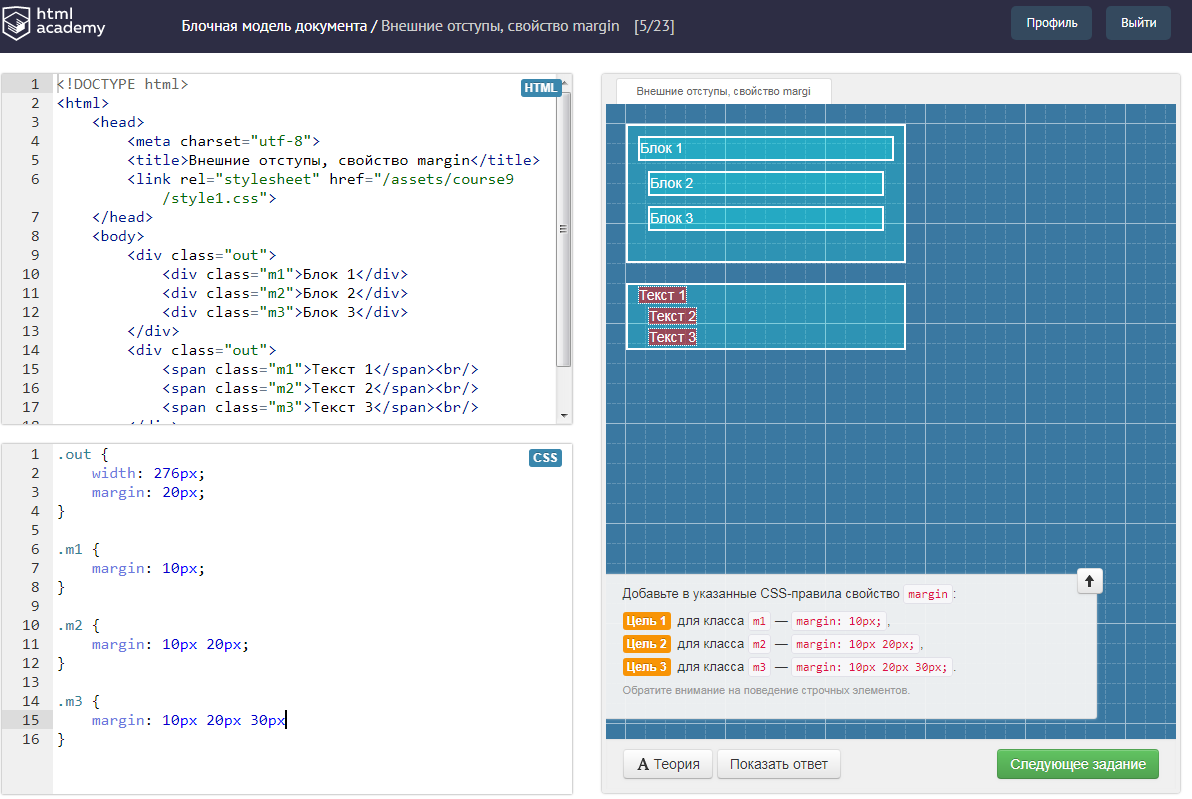 html
academy
Блочная модель документа / Внешние отступы, свойство margin [5/23]
Профиль
Выйти
1 <!DOCTYPE html>
HTML
2 <html>
3 <head>
4 <meta charset="utf-8">
5 <title>Внешние отступы, свойство margin</title>
6 <link rel="stylesheet" href="/assets/course9
/style1.css">
7 </head>
8 <body>
9 <div class="out">
10 <div class="m1">Блок 1</div>
11 <div class="m2">Блок 2</div>
12 <div class="m3">Блок 3</div>
13 </div>
14 <div class="out">
15 <span class="m1">Текст 1</span><br/>
16 <span class="m2">Текст 2</span><br/>
17 <span class="m3">Текст 3</span><br/>
18 </div>
1 .out {
CSS
2 width: 276px;
3 margin: 20px;
4 }
5
6 .m1 {
7 margin: 10px;
8 }
9
10 .m2 {
11 margin: 10px 20px;
12 }
13
14 .m3 {
15 margin: 10px 20px 30px
16 }
Внешние отступы, свойство margi
Блок 1
Блок 2
Блок 3
Текст 1
Текст 2
Текст 3
Добавьте в указанные CSS-правила свойство margin :
Цель 1 для класса m1 — margin: 10px; ,
Цель 2 для класса m2 — margin: 10px 20px; ,
Цель 3 для класса m3 — margin: 10px 20px 30px; .
Обратите внимание на поведение строчных элементов.
A Теория
Показать ответ
Следующее задание